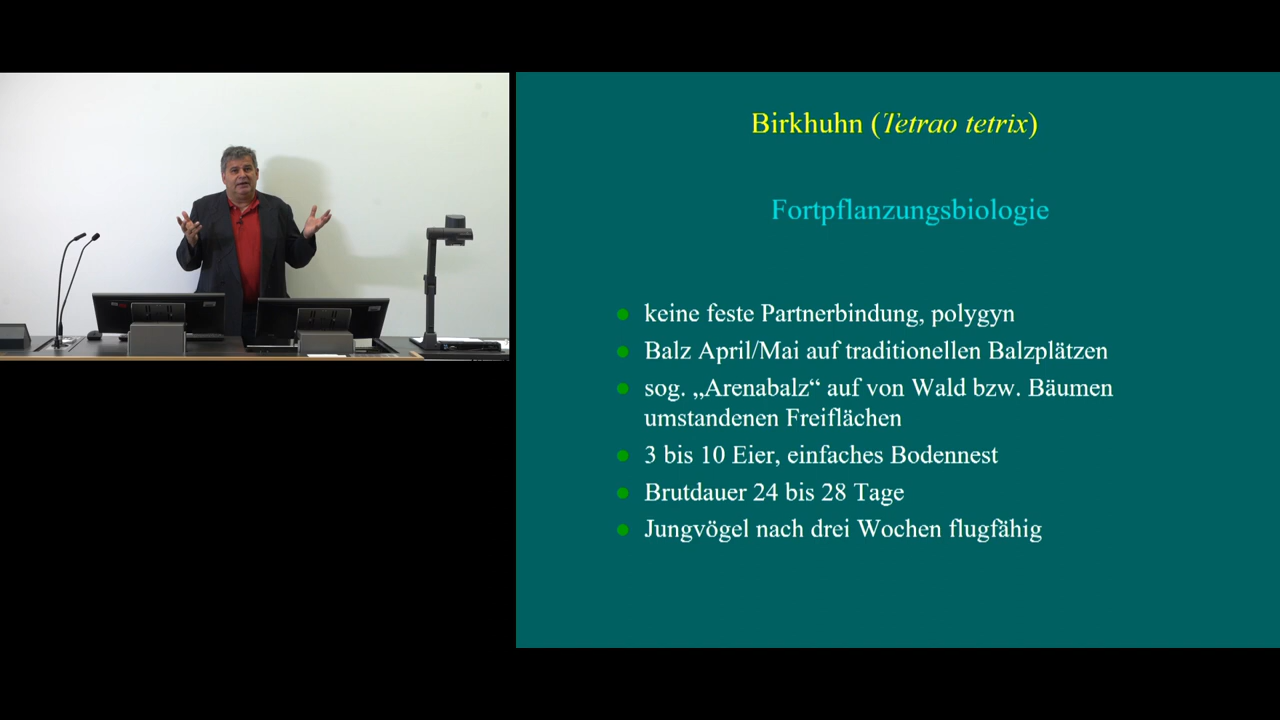 Birkhuhn (Tetrao tetrix)
Fortpflanzungsbiologie
keine feste Partnerbindung, polygyn
Balz April/Mai auf traditionellen Balzplätzen
sog. „Arenabalz“ auf von Wald bzw. Bäumen
umstandenen Freiflächen
3 bis 10 Eier, einfaches Bodennest
Brutdauer 24 bis 28 Tage
Jungvögel nach drei Wochen flugfähig